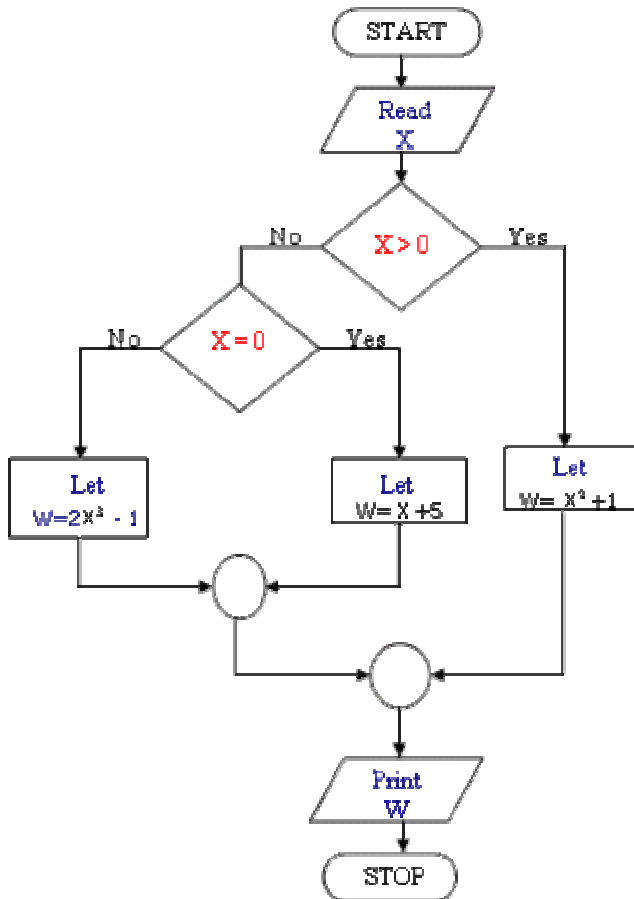 START
Read
X
No
X > 0
Yes
No
X = 0
Yes
Let
W=2X³ - 1
Let
W= X +5
Let
W= X²+1
Print
W
STOP